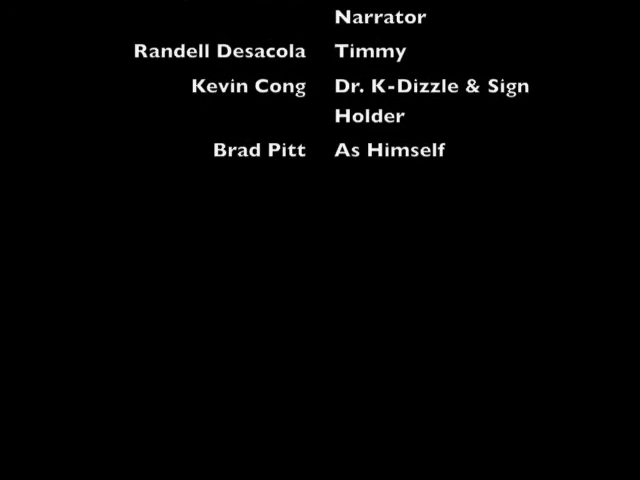 Narrator
Randell Desacola Timmy
Kevin Cong Dr. K-Dizzle & Sign
Holder
Brad Pitt As Himself